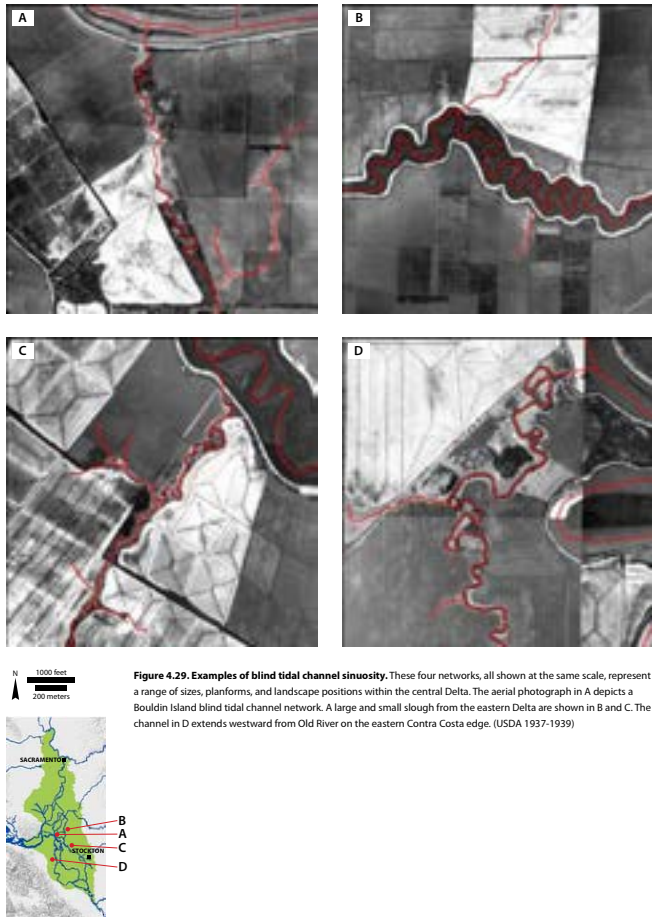 A
B
C
D
N
1000 feet
200 meters
Figure 4.29. Examples of blind tidal channel sinuosity. These four networks, all shown at the same scale, represent
a range of sizes, planforms, and landscape positions within the central Delta. The aerial photograph in A depicts a
Bouldin Island blind tidal channel network. A large and small slough from the eastern Delta are shown in B and C. The
channel in D extends westward from Old River on the eastern Contra Costa edge. (USDA 1937-1939)
SACRAMENTO
B
A
C
STOCKTON
D